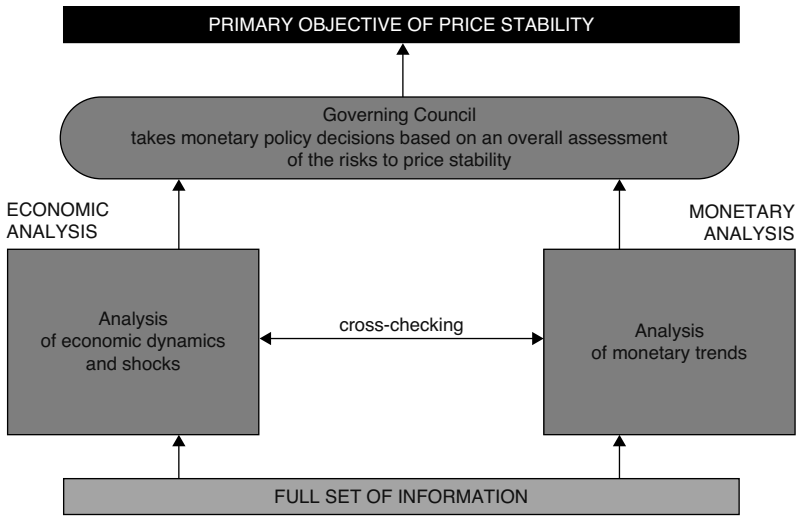 PRIMARY OBJECTIVE OF PRICE STABILITY
Governing Council
takes monetary policy decisions based on an overall assessment
of the risks to price stability
ECONOMIC
ANALYSIS
MONETARY
ANALYSIS
Analysis
of economic dynamics
and shocks
cross-checking
Analysis
of monetary trends
FULL SET OF INFORMATION